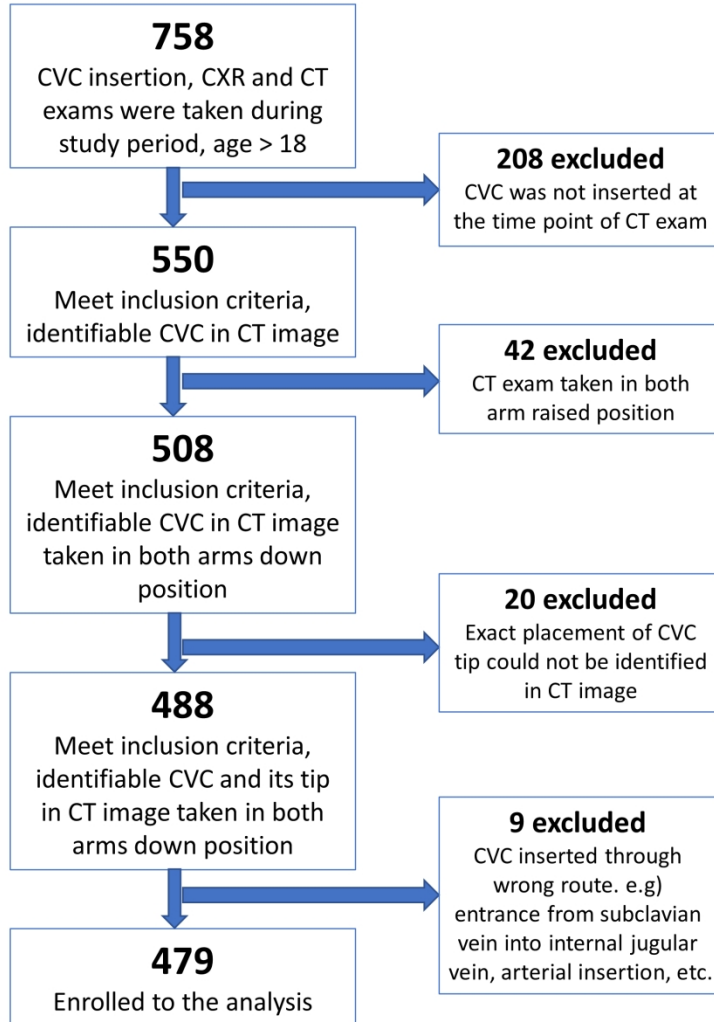 758
CVC insertion, CXR and CT
exams were taken during
study period, age > 18
208 excluded
CVC was not inserted at
the time point of CT exam
550
Meet inclusion criteria,
identifiable CVC in CT image
42 excluded
CT exam taken in both
arm raised position
508
Meet inclusion criteria,
identifiable CVC in CT image
taken in both arms down
position
20 excluded
Exact placement of CVC
tip could not be identified
in CT image
488
Meet inclusion criteria,
identifiable CVC and its tip
in CT image taken in both
arms down position
9 excluded
CVC inserted through
wrong route. e.g)
entrance from subclavian
vein into internal jugular
vein, arterial insertion, etc.
479
Enrolled to the analysis